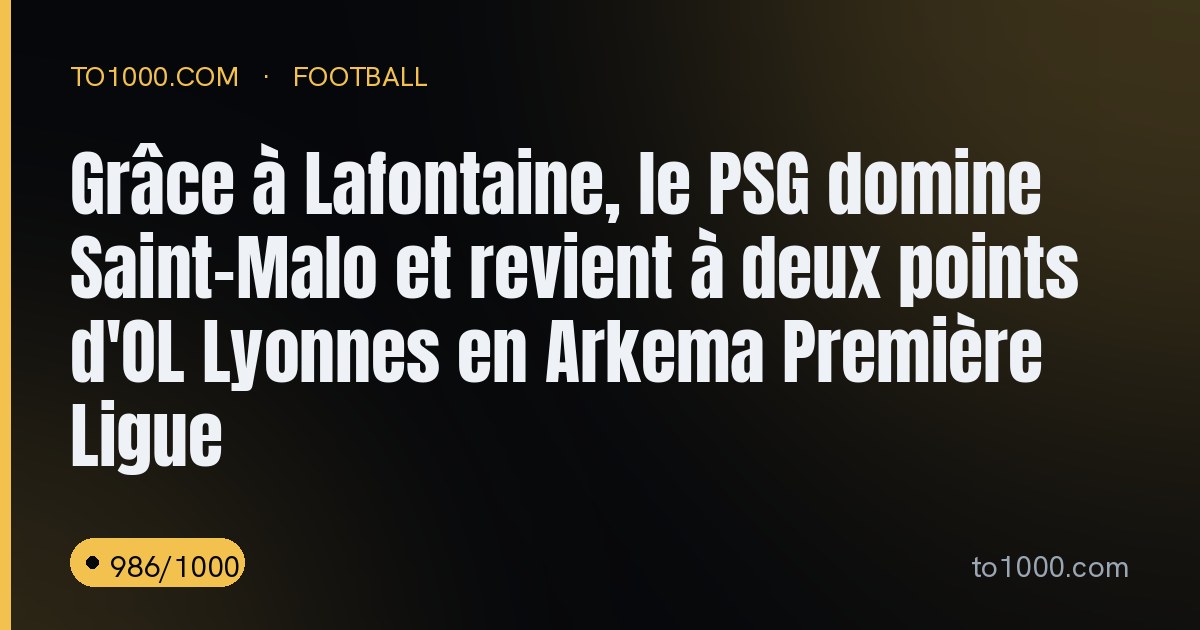 TO1000.COM · FOOTBALL
Grâce à Lafontaine, le PSG domine
Saint-Malo et revient à deux points
d'OL Lyonnes en Arkema Première
Ligue
986/1000
to1000.com